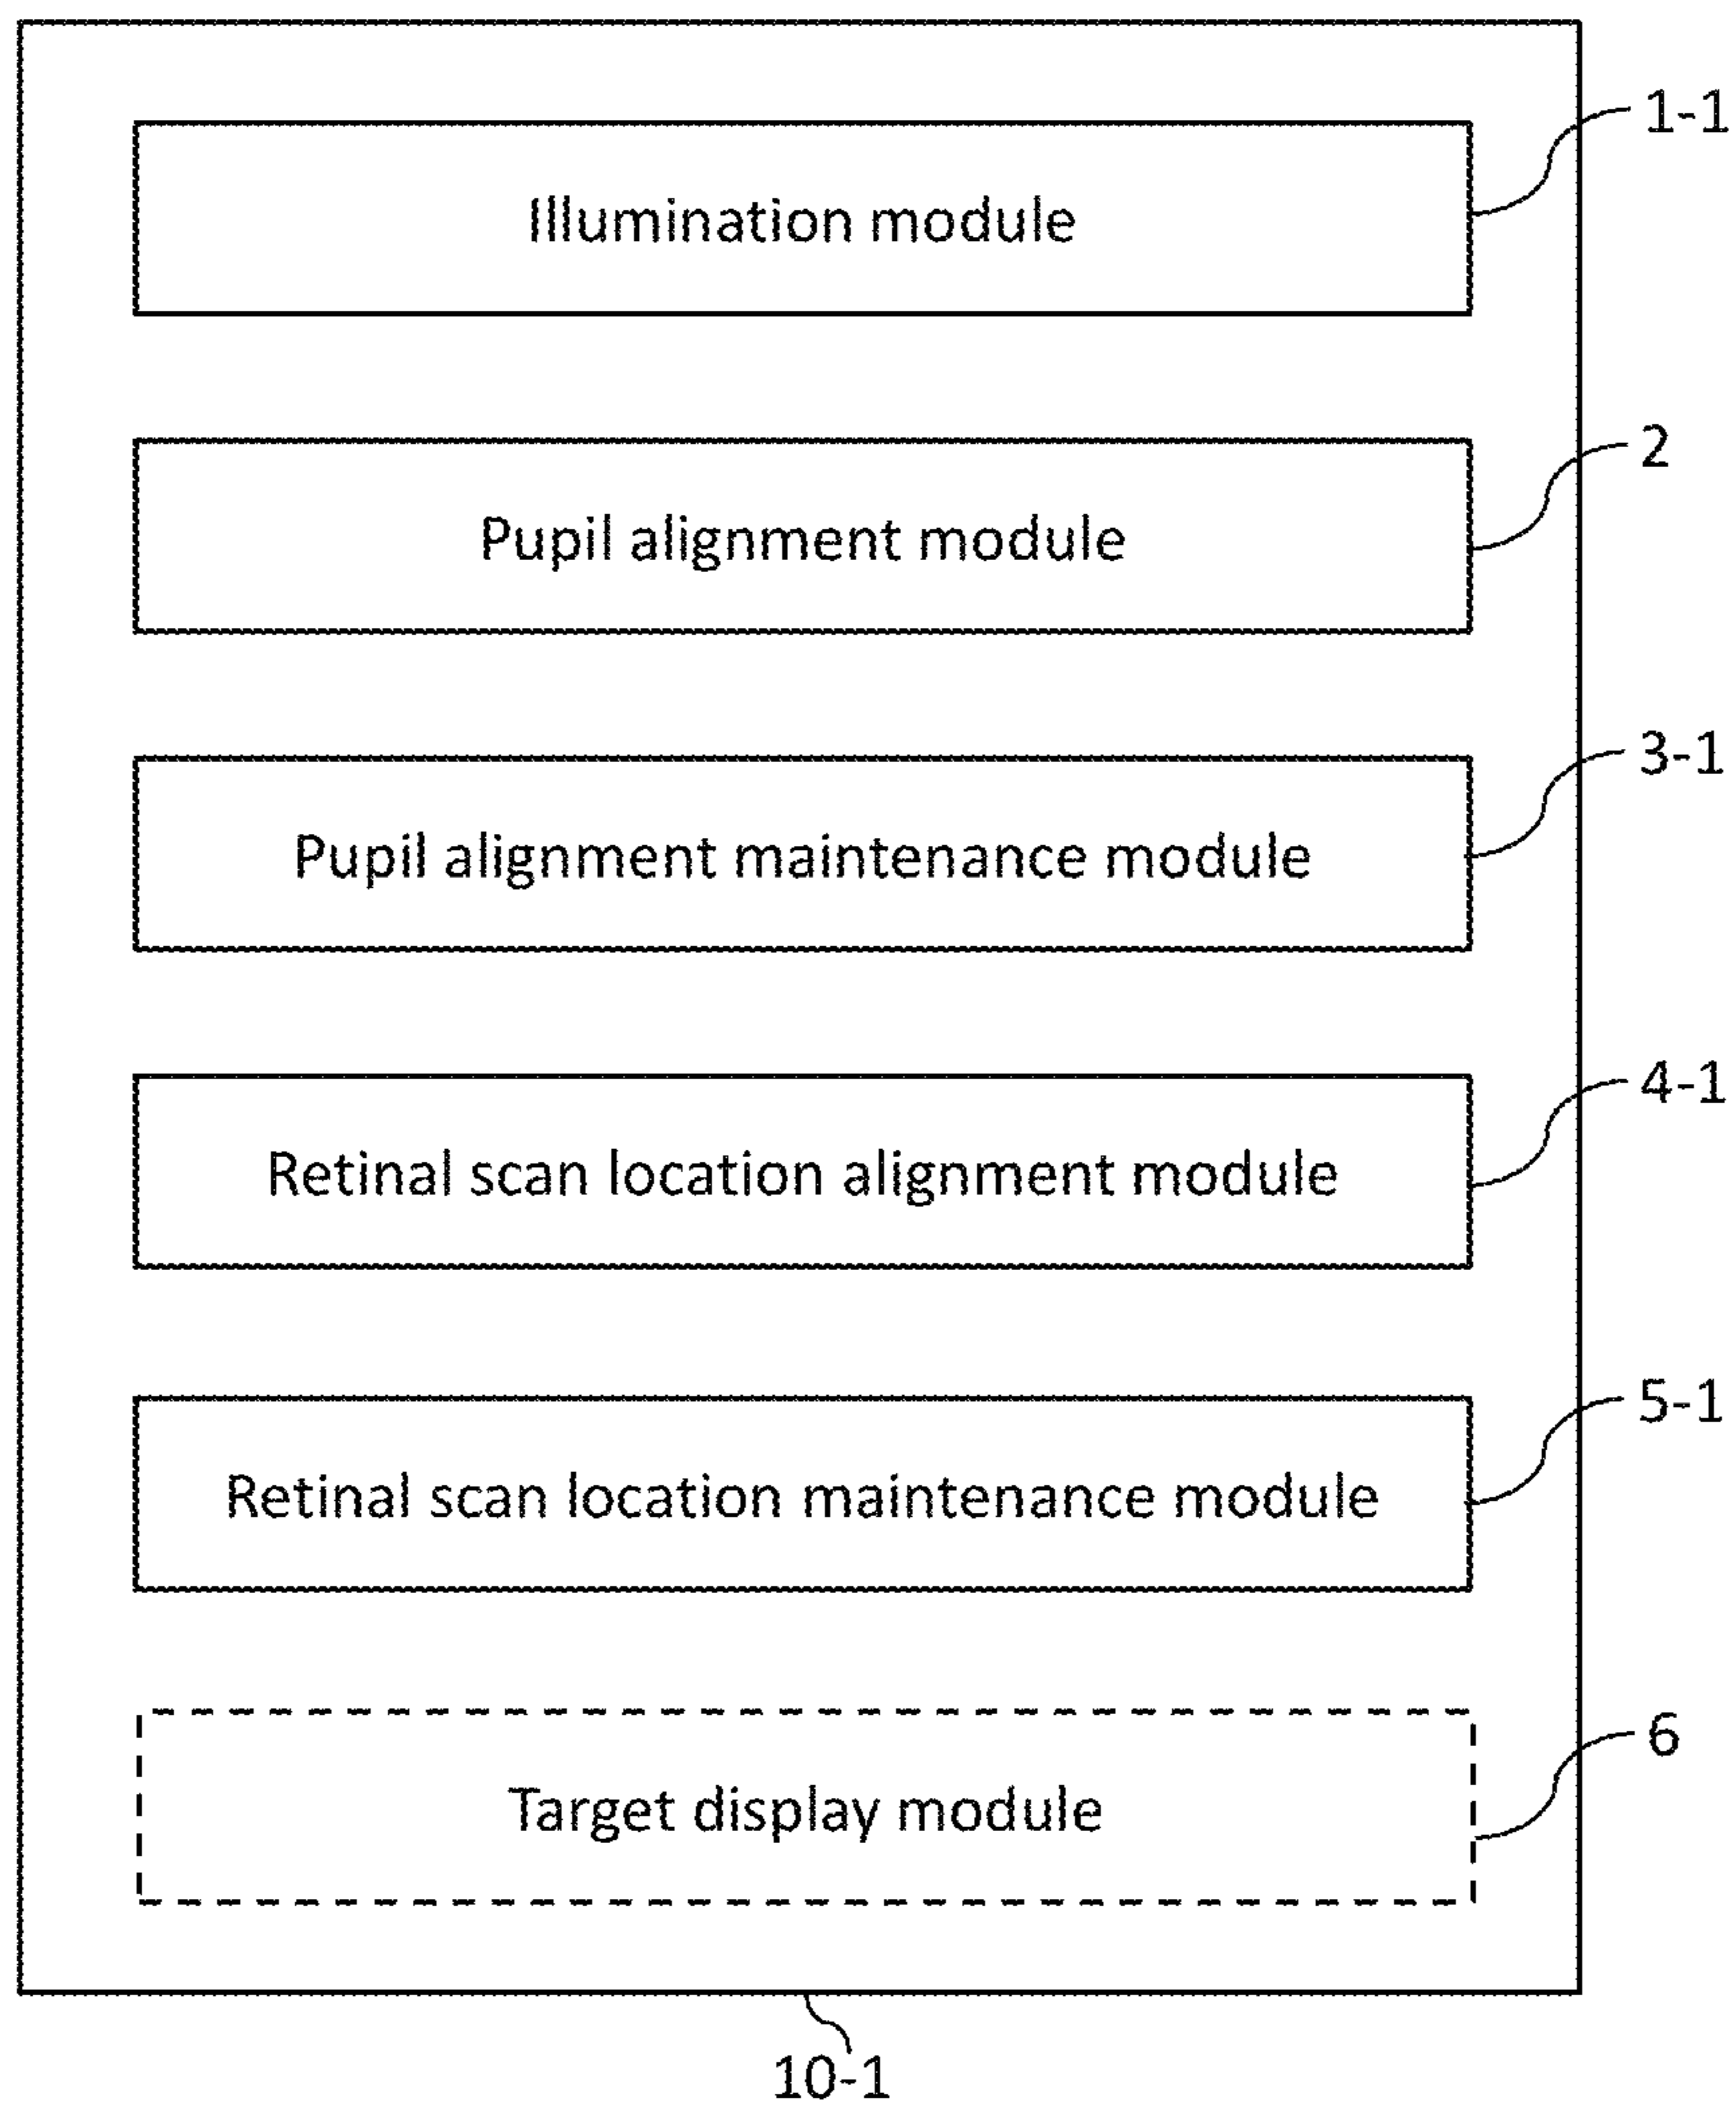 1-1
Illumination module
2
Pupil alignment module
3-1
Pupil alignment maintenance module
4-1
Retinal scan location alignment module
5-1
Retinal scan location maintenance module
6
Target display module
10-1